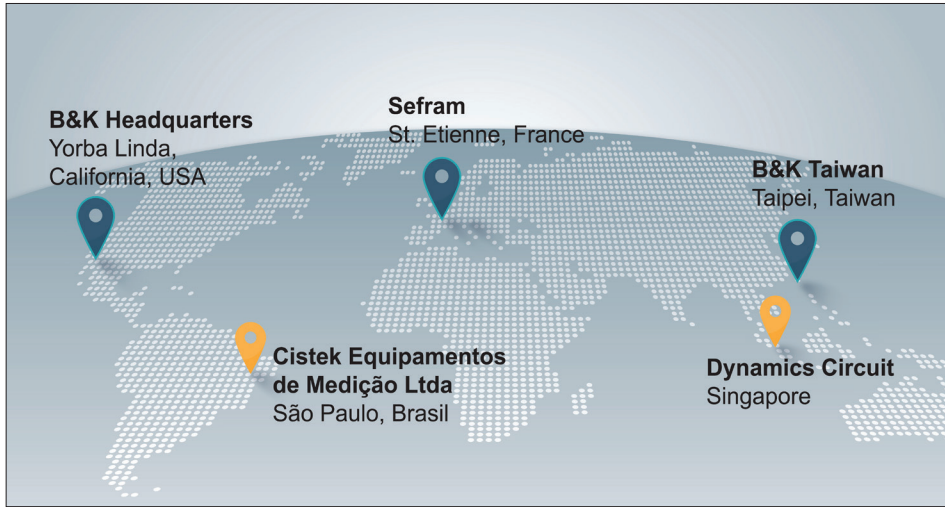 B&K Headquarters
Yorba Linda,
California, USA
Sefram
St. Etienne, France
B&K Taiwan
Taipei, Taiwan
Cistek Equipamentos
de Medição Ltda
São Paulo, Brasil
Dynamics Circuit
Singapore